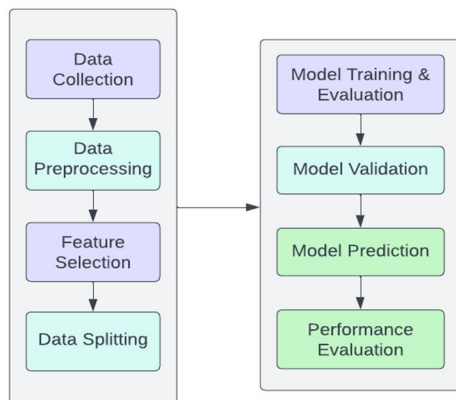 Data
Collection
Data
Preprocessing
Feature
Selection
Data Splitting
Model Training &
Evaluation
Model Validation
Model Prediction
Performance
Evaluation